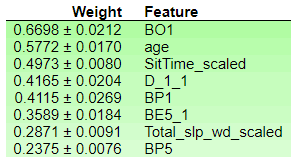 Weight Feature
0.6698 ± 0.0212 BO1
0.5772 ± 0.0170 age
0.4973 ± 0.0080 SitTime_scaled
0.4165 ± 0.0204 D_1_1
0.4115 ± 0.0269 BP1
0.3589 ± 0.0184 BE5_1
0.2871 ± 0.0091 Total_slp_wd_scaled
0.2375 ± 0.0076 BP5